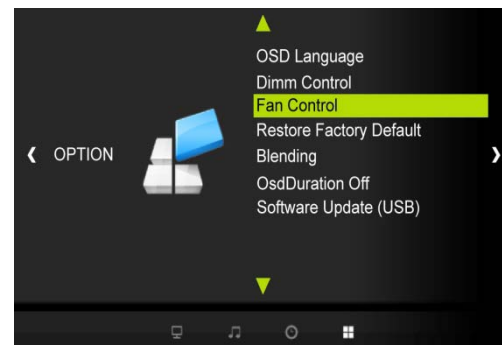 OSD Language
Dimm Control
Fan Control
Restore Factory Default
OPTION
Blending
OsdDuration Off
Software Update (USB)